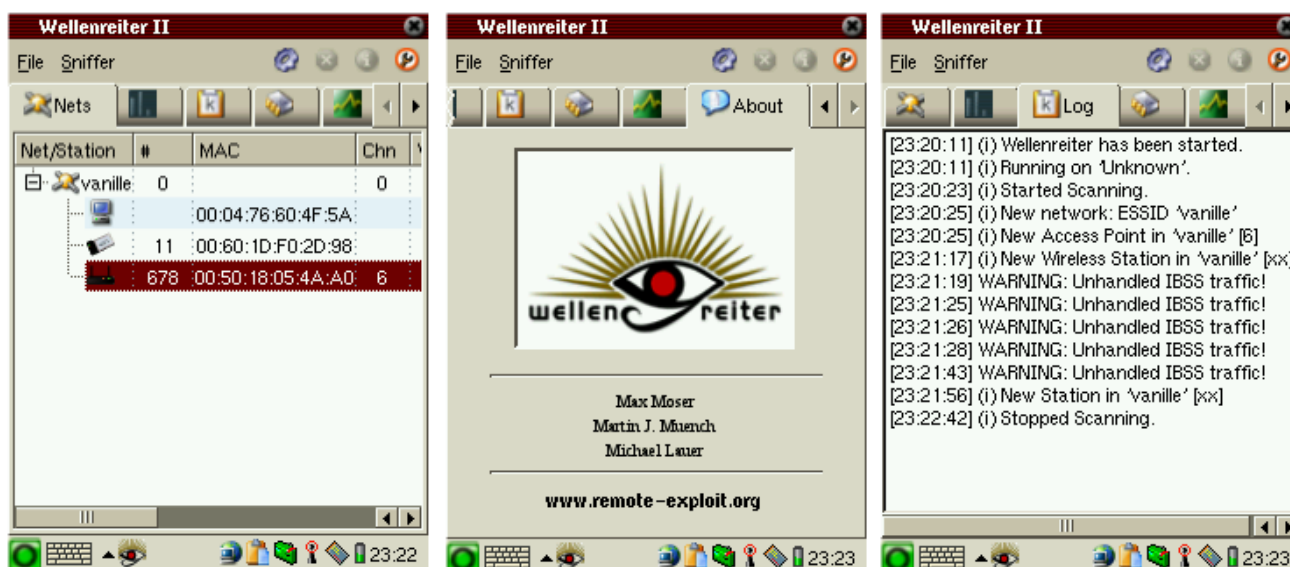 Wellenreiter II
File Sniffer
Nets
Net/Station # MAC Chn
vanille 0 0
00:04:76:60:4F:5A
11 00:60:1D:F0:2D:98
678 00:50:18:05:4A:A0 6
23:22
Wellenreiter II
File Sniffer
k About
wellenreiter
Max Moser
Martin J. Muench
Michael Lauer
www.remote-exploit.org
23:23
Wellenreiter II
File Sniffer
k Log
[23:20:11] (i) Wellenreiter has been started.
[23:20:11] (i) Running on 'Unknown'.
[23:20:23] (i) Started Scanning.
[23:20:25] (i) New network: ESSID 'vanille'
[23:20:25] (i) New Access Point in 'vanille' [6]
[23:21:17] (i) New Wireless Station in 'vanille' [xx]
[23:21:19] WARNING: Unhandled IBSS traffic!
[23:21:25] WARNING: Unhandled IBSS traffic!
[23:21:26] WARNING: Unhandled IBSS traffic!
[23:21:28] WARNING: Unhandled IBSS traffic!
[23:21:43] WARNING: Unhandled IBSS traffic!
[23:21:56] (i) New Station in 'vanille' [xx]
[23:22:42] (i) Stopped Scanning.
23:23